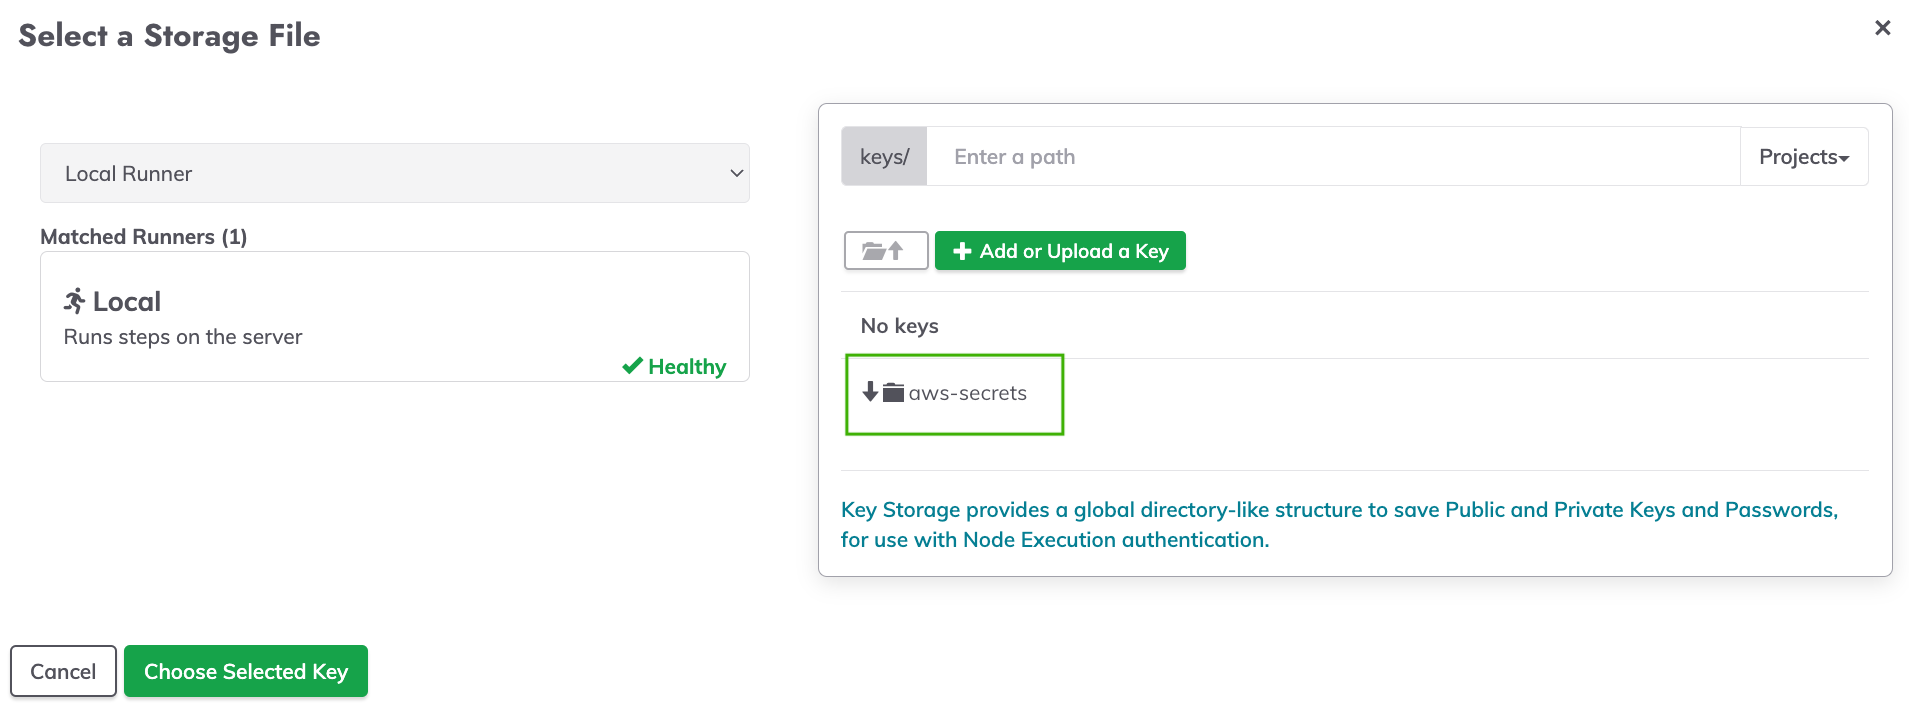 Select a Storage File
Local Runner
Matched Runners (1)
Local
Runs steps on the server
Healthy
keys/ Enter a path Projects
Add or Upload a Key
No keys
aws-secrets
Key Storage provides a global directory-like structure to save Public and Private Keys and Passwords,
for use with Node Execution authentication.
Cancel Choose Selected Key